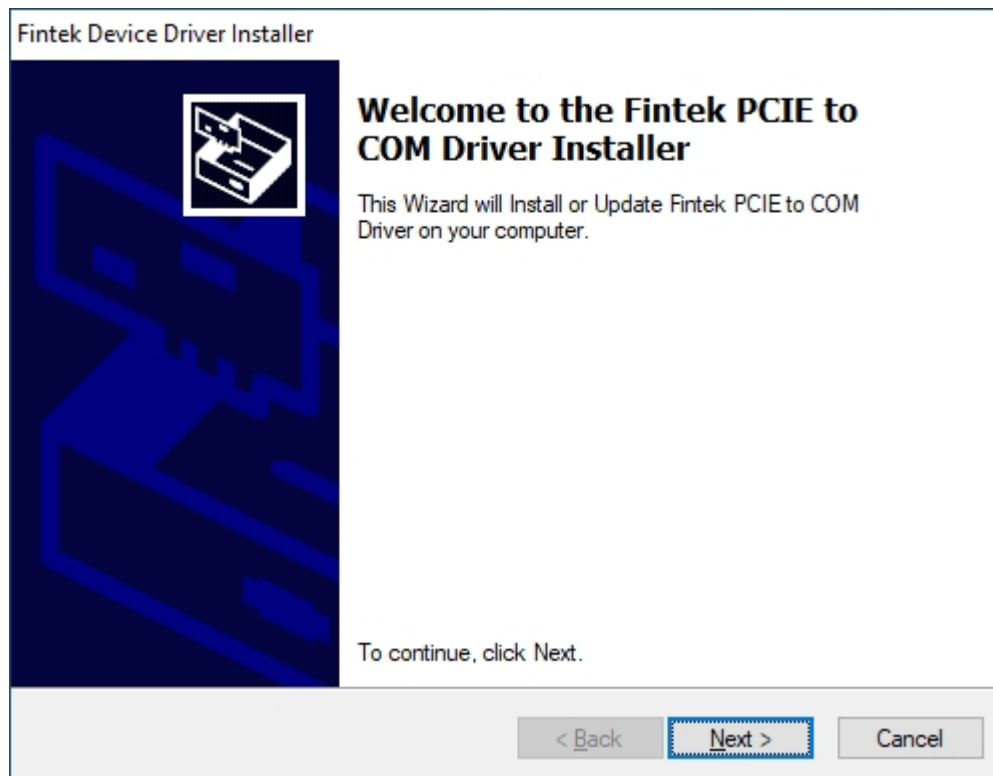 Fintek Device Driver Installer
Welcome to the Fintek PCIE to
COM Driver Installer
This Wizard will Install or Update Fintek PCIE to COM
Driver on your computer.
To continue, click Next.
< Back
Next >
Cancel